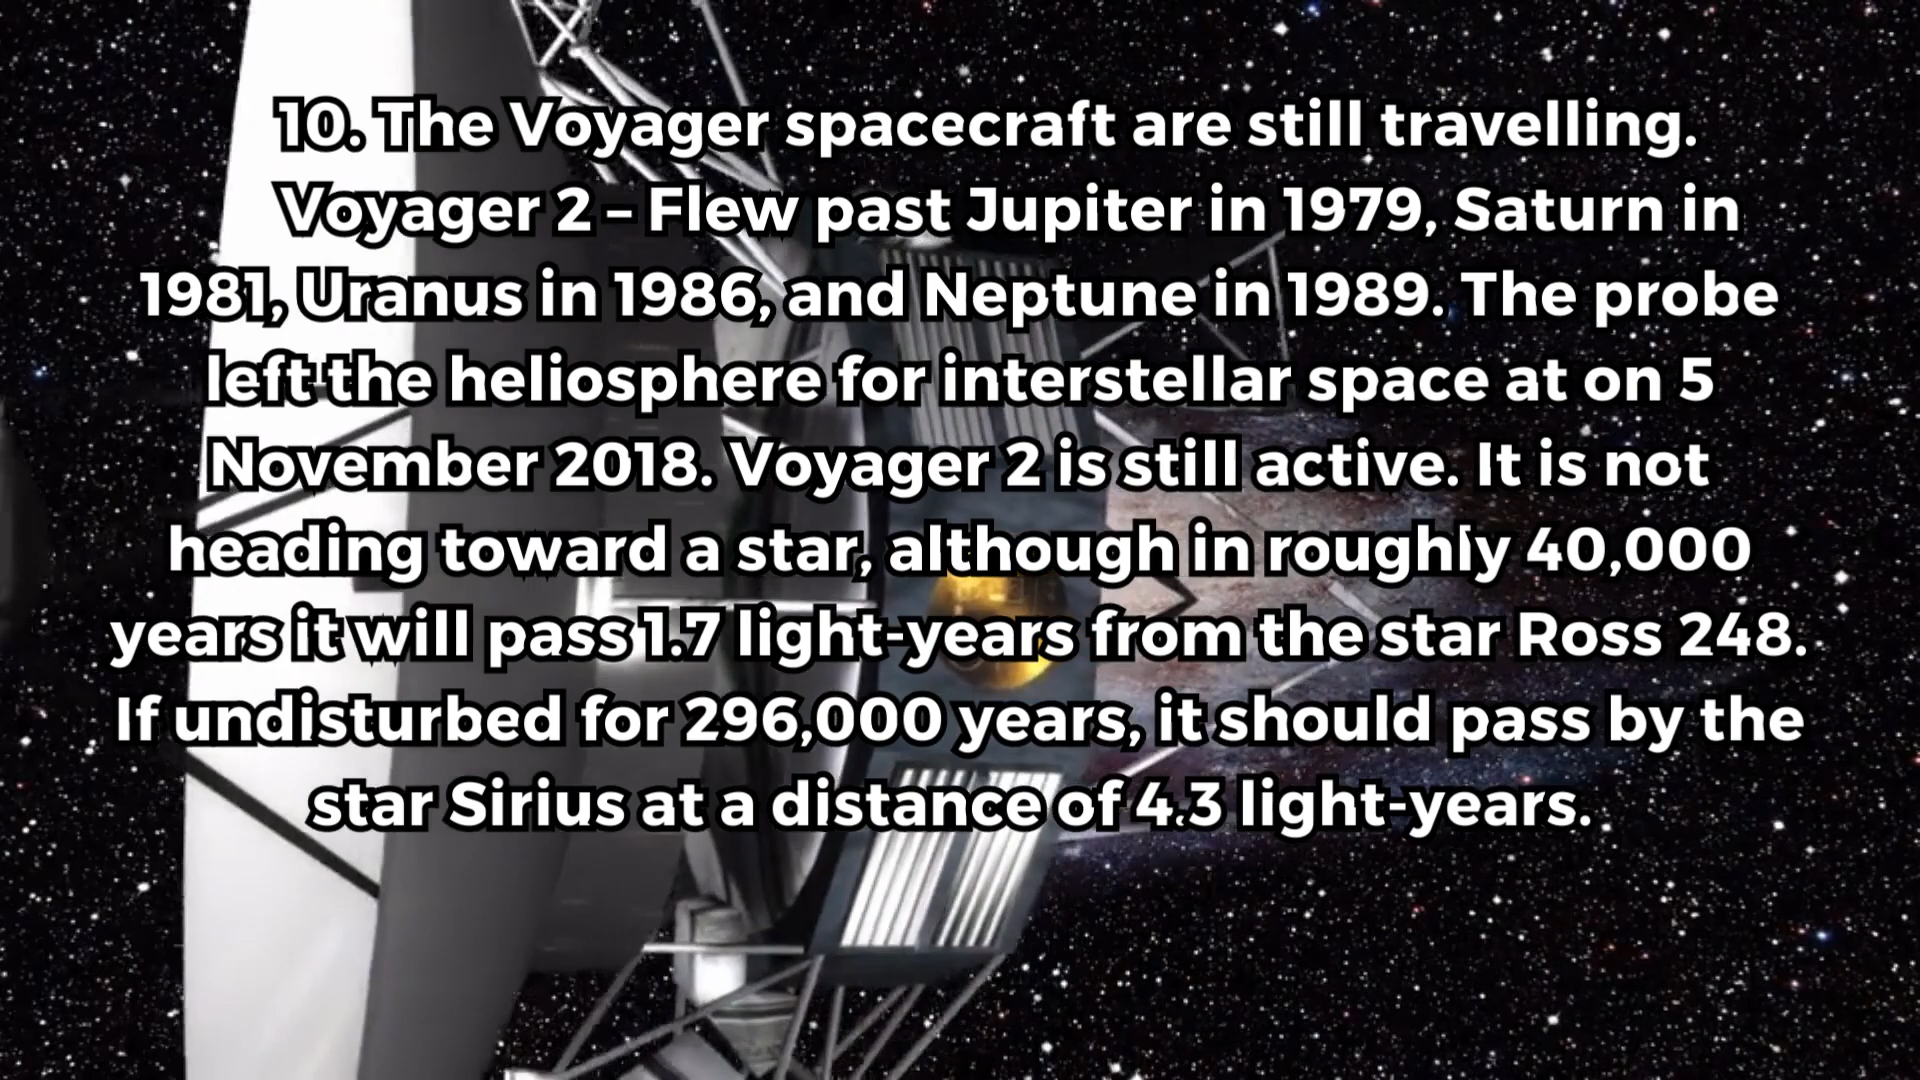 10. The Voyager spacecraft are still travelling.
Voyager 2 – Flew past Jupiter in 1979, Saturn in
1981, Uranus in 1986, and Neptune in 1989. The probe
left the heliosphere for interstellar space at on 5
November 2018. Voyager 2 is still active. It is not
heading toward a star, although in roughly 40,000
years it will pass 1.7 light-years from the star Ross 248.
If undisturbed for 296,000 years, it should pass by the
star Sirius at a distance of 4.3 light-years.